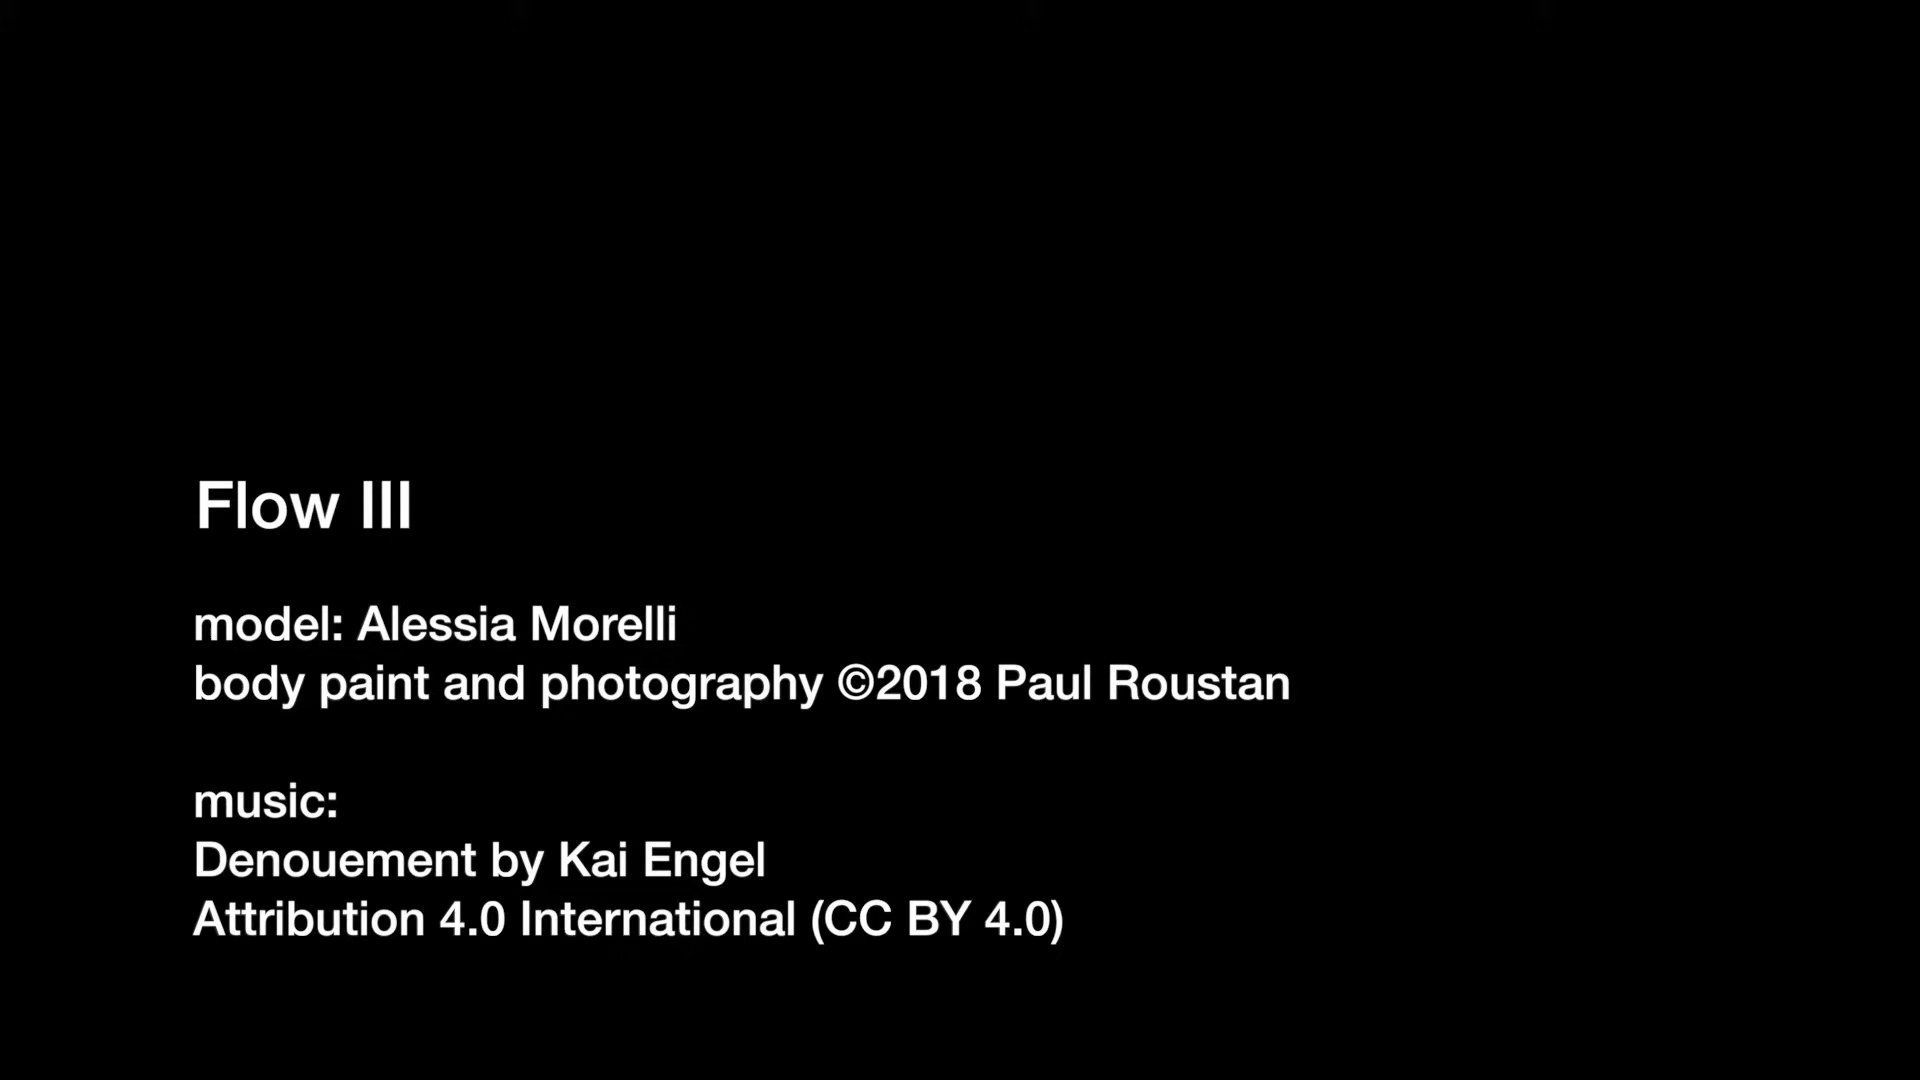 Flow III
model: Alessia Morelli
body paint and photography ©2018 Paul Roustan
music:
Denouement by Kai Engel
Attribution 4.0 International (CC BY 4.0)